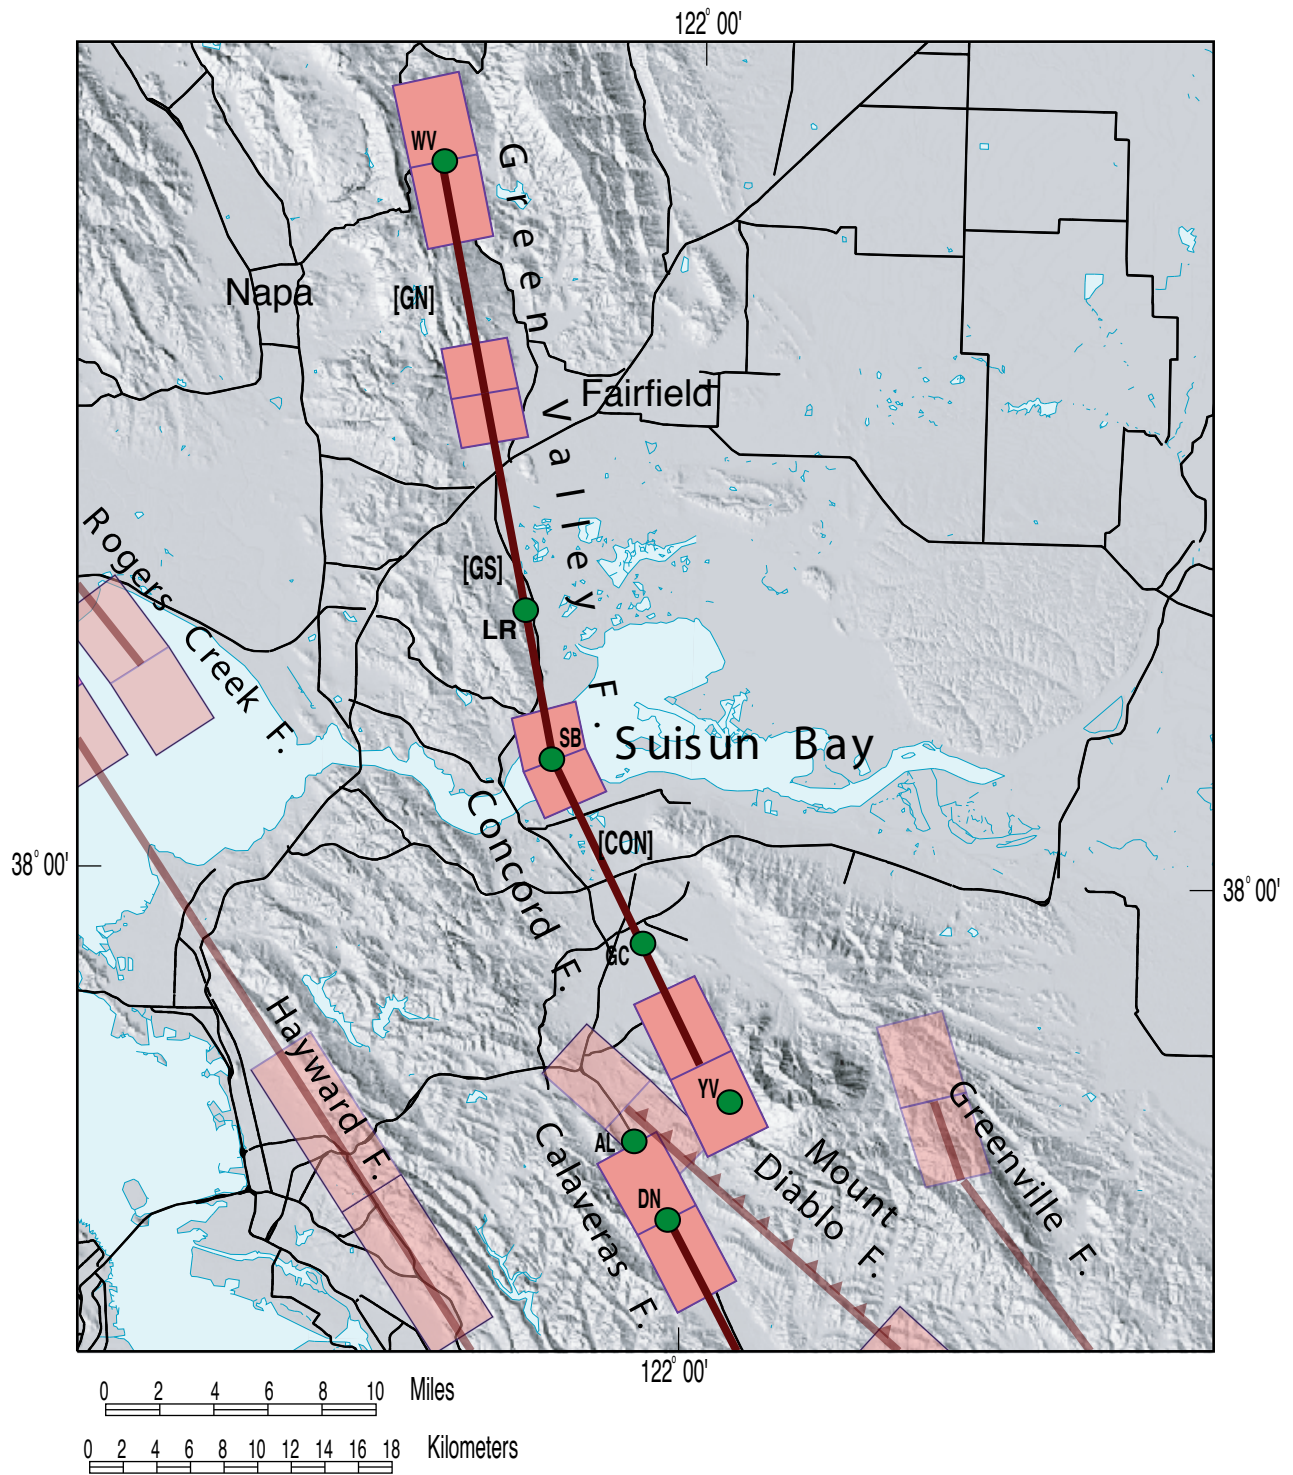 122° 00'
WV
Green
Napa
[GN]
Fairfield
Valley
Rogers
[GS]
LR
Creek F.
F.
SB
Suisun Bay
Concord
[CON]
38° 00'
38° 00'
F.
GC
Hayward F.
YV
Greenville F.
AL
Mount
Diablo F.
Calaveras F.
DN
122° 00'
0 2 4 6 8 10 Miles
0 2 4 6 8 10 12 14 16 18 Kilometers